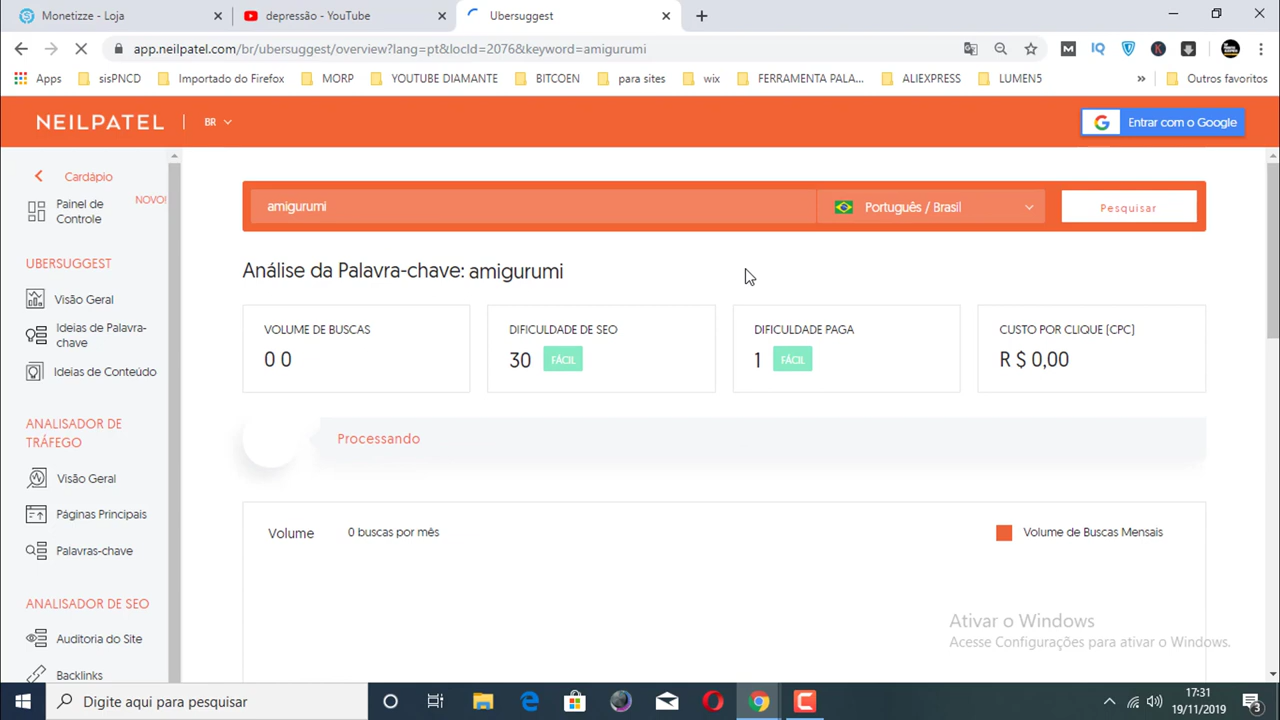 Monetizze - Loja
depressão - YouTube
Ubersuggest
app.neilpatel.com/br/ubersuggest/overview?lang=pt&locId=2076&keyword=amigurumi
Apps
sisPNCD
Importado do Firefox
MORP
YOUTUBE DIAMANTE
BITCOEN
para sites
wix
FERRAMENTA PALA...
ALIEXPRESS
LUMEN5
»
Outros favoritos
NEILPATEL
BR
Entrar com o Google
Cardápio
Painel de
Controle
NOVO!
UBERSUGGEST
Visão Geral
Ideias de Palavra-
chave
Ideias de Conteúdo
ANALISADOR DE
TRÁFEGO
Visão Geral
Páginas Principais
Palavras-chave
ANALISADOR DE SEO
Auditoria do Site
Backlinks
amigurumi
Português / Brasil
Pesquisar
Análise da Palavra-chave: amigurumi
VOLUME DE BUSCAS
0 0
DIFICULDADE DE SEO
30 FÁCIL
DIFICULDADE PAGA
1 FÁCIL
CUSTO POR CLIQUE (CPC)
R $ 0,00
Processando
Volume
0 buscas por mês
Volume de Buscas Mensais
Ativar o Windows
Acesse Configurações para ativar o Windows.
Digite aqui para pesquisar
17:31
19/11/2019
3